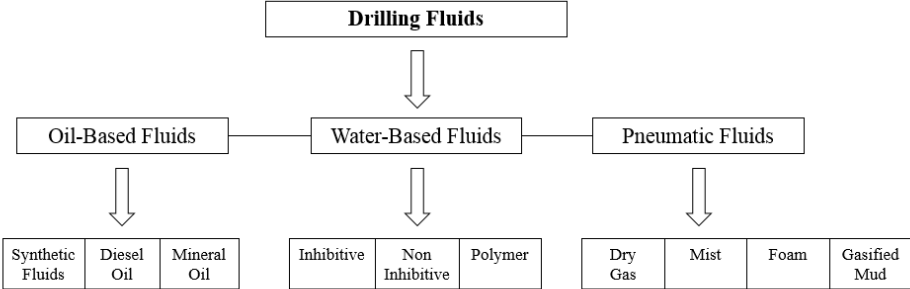 Drilling Fluids
Oil-Based Fluids
Water-Based Fluids
Pneumatic Fluids
Synthetic
Fluids
Diesel
Oil
Mineral
Oil
Inhibitive
Non
Inhibitive
Polymer
Dry
Gas
Mist
Foam
Gasified
Mud